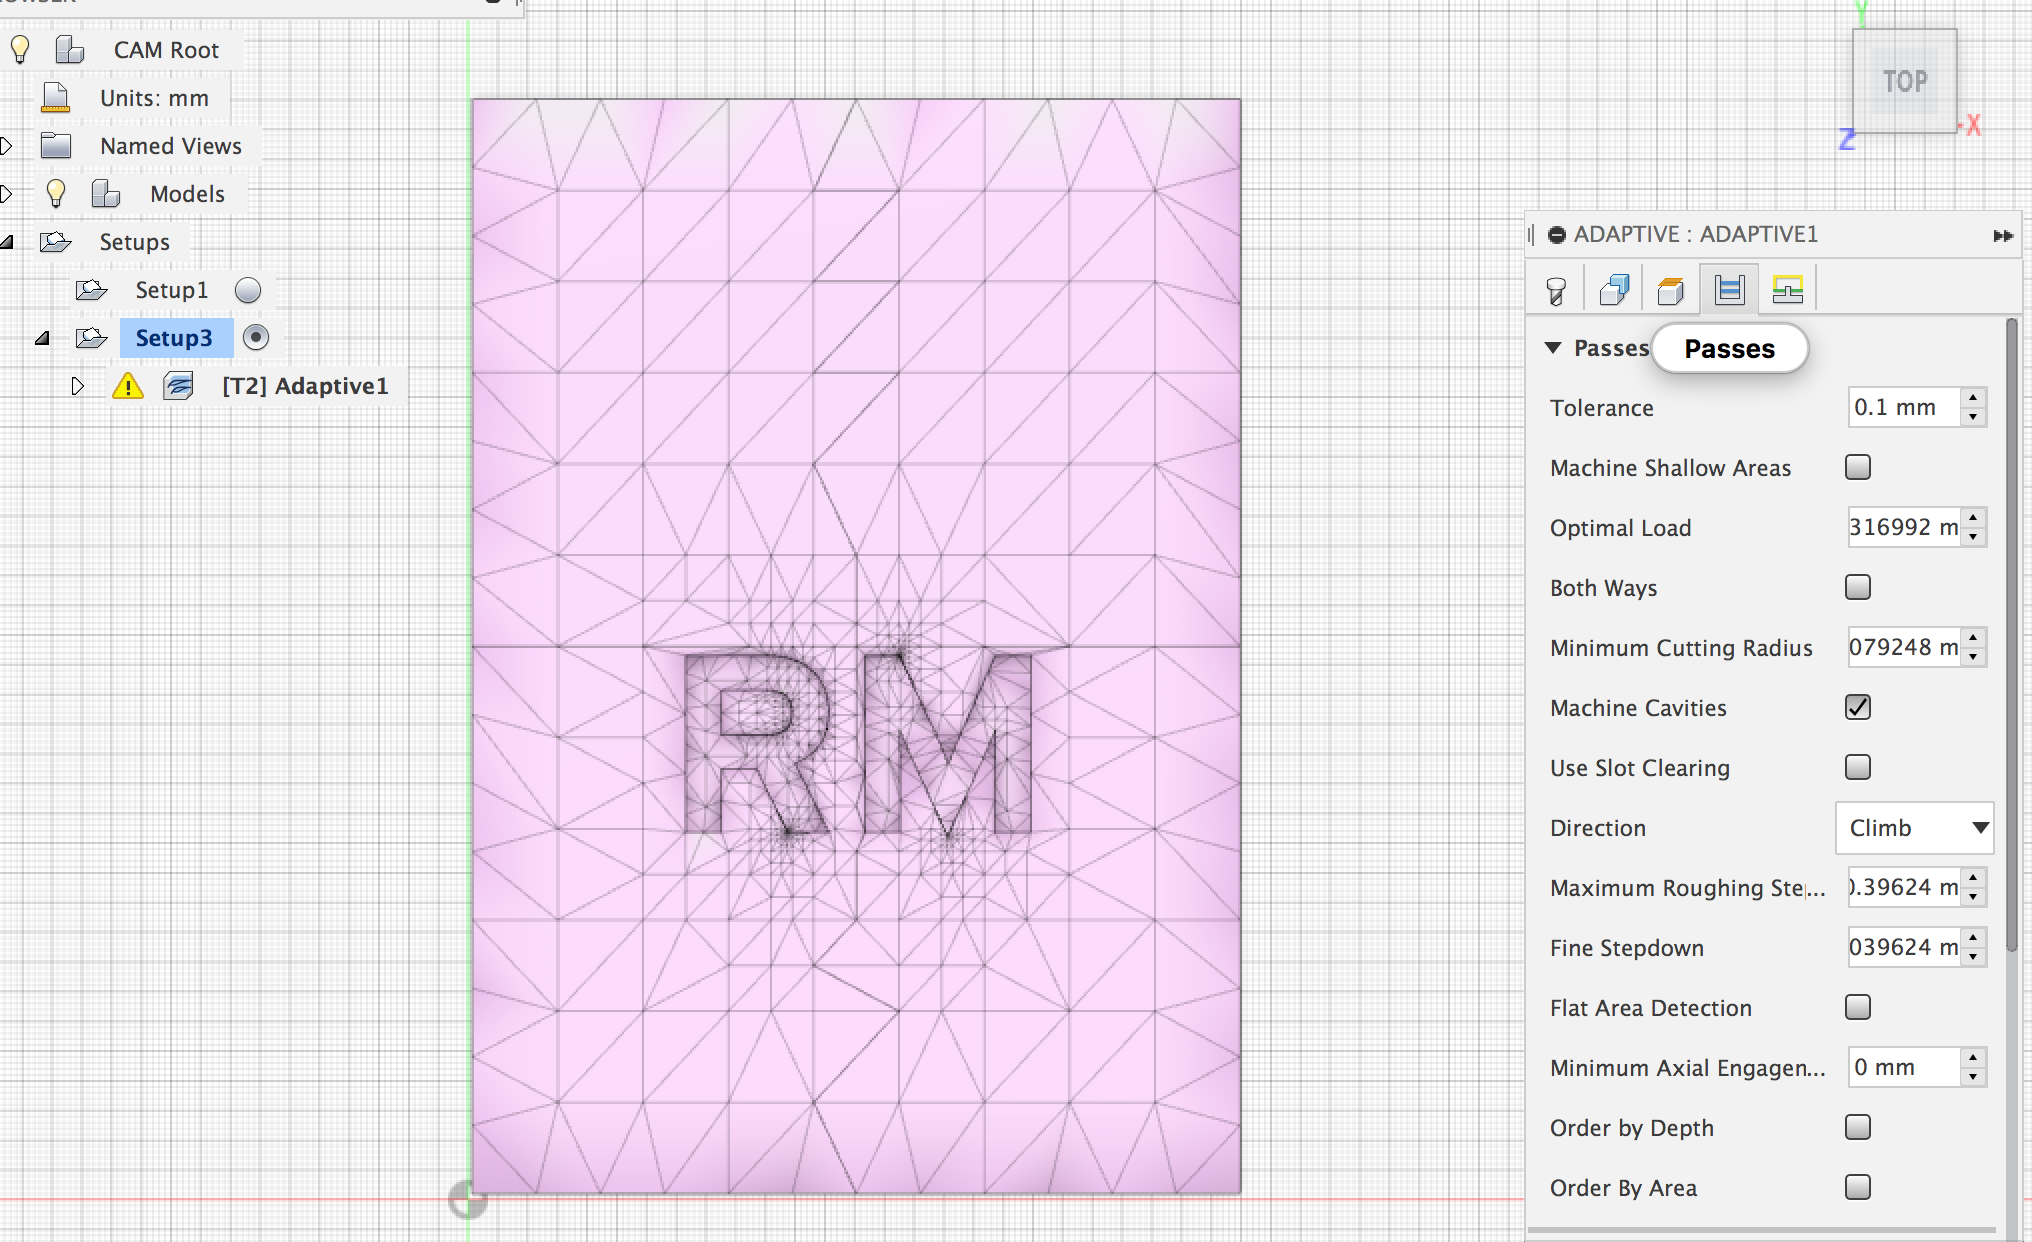 CAM Root
Units: mm
Named Views
Models
Setups
Setup1
Setup3
[T2] Adaptive1
RM
Y
TOP
-X
Z
ADAPTIVE : ADAPTIVE1
Passes
Passes
Tolerance 0.1 mm
Machine Shallow Areas
Optimal Load 316992 m
Both Ways
Minimum Cutting Radius 079248 m
Machine Cavities
Use Slot Clearing
Direction Climb
Maximum Roughing Ste... 0.39624 m
Fine Stepdown 039624 m
Flat Area Detection
Minimum Axial Engagen... 0 mm
Order by Depth
Order By Area